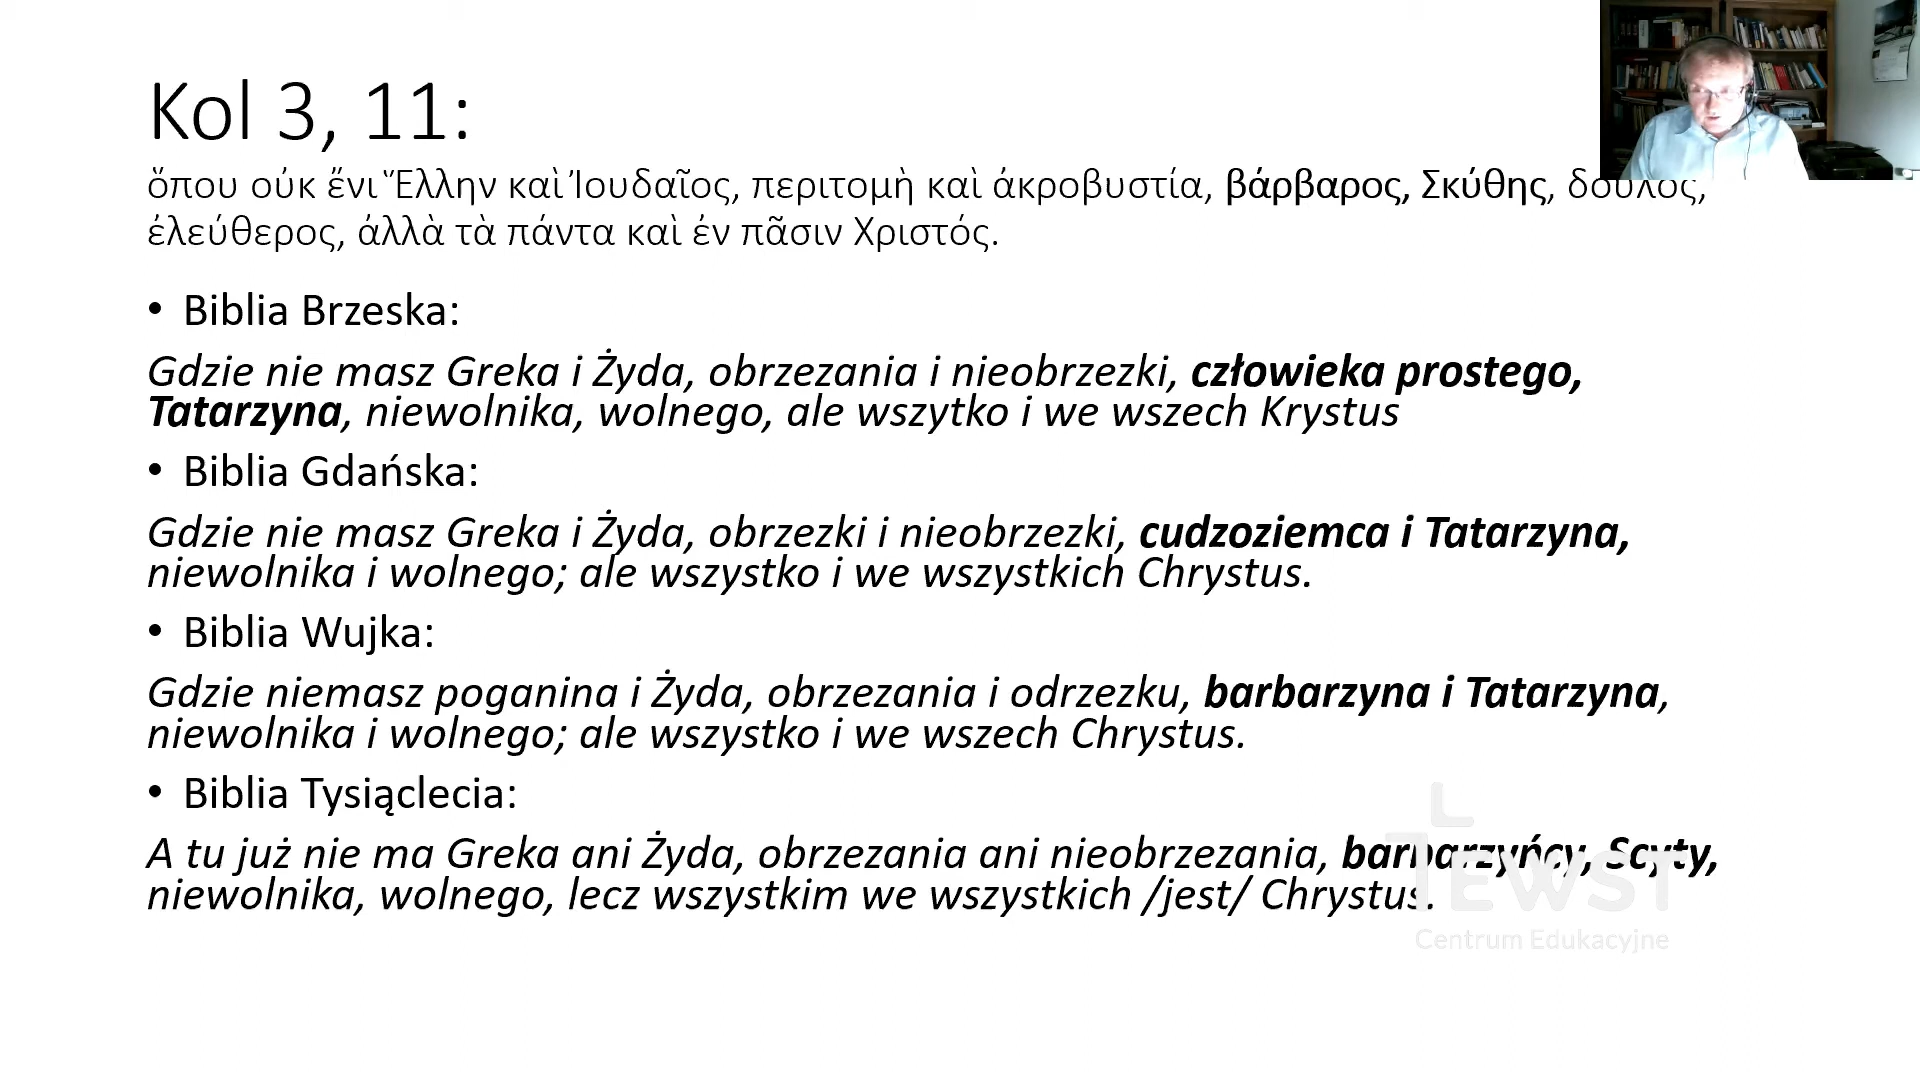 Kol 3, 11:
ὅπου οὐκ ἔνι Ἕλλην καὶ Ἰουδαῖος, περιτομὴ καὶ ἀκροβυστία, βάρβαρος, Σκύθης, δοῦλος,
ἐλεύθερος, ἀλλὰ τὰ πάντα καὶ ἐν πᾶσιν Χριστός.
• Biblia Brzeska:
Gdzie nie masz Greka i Żyda, obrzezania i nieobrzezki, człowieka prostego,
Tatarzyna, niewolnika, wolnego, ale wszytko i we wszech Krystus
• Biblia Gdańska:
Gdzie nie masz Greka i Żyda, obrzezki i nieobrzezki, cudzoziemca i Tatarzyna,
niewolnika i wolnego; ale wszystko i we wszystkich Chrystus.
• Biblia Wujka:
Gdzie niemasz poganina i Żyda, obrzezania i odrzezku, barbarzyna i Tatarzyna,
niewolnika i wolnego; ale wszystko i we wszech Chrystus.
• Biblia Tysiąclecia:
A tu już nie ma Greka ani Żyda, obrzezania ani nieobrzezania, barbarzyńcy, Scyty,
niewolnika, wolnego, lecz wszystkim we wszystkich /jest/ Chrystus.
EWST
Centrum Edukacyjne